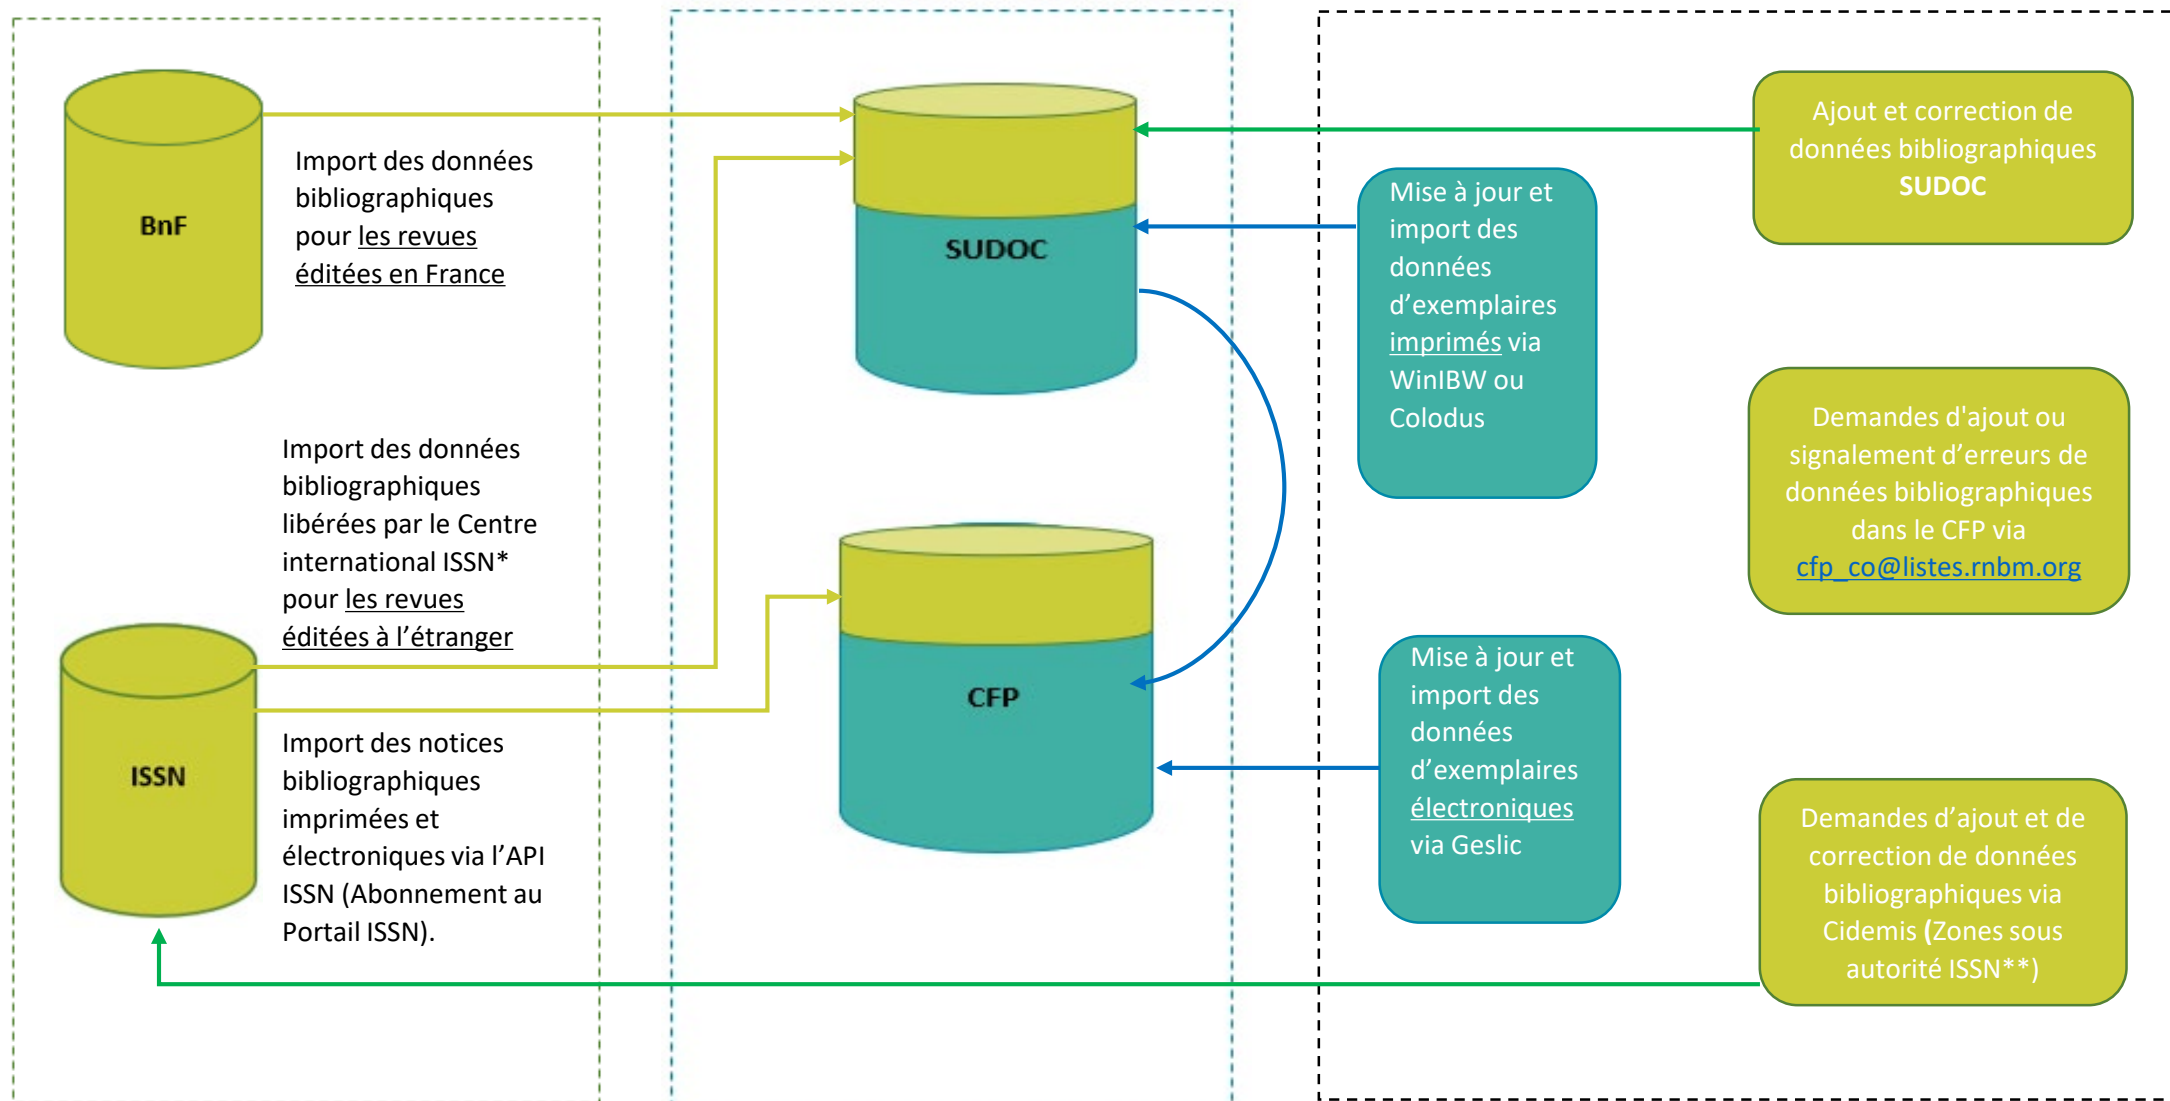 BnF
Import des données
bibliographiques
pour les revues
éditées en France
Import des données
bibliographiques
libérées par le Centre
international ISSN*
pour les revues
éditées à l’étranger
ISSN
Import des notices
bibliographiques
imprimées et
électroniques via l’API
ISSN (Abonnement au
Portail ISSN).
SUDOC
CFP
Mise à jour et
import des
données
d’exemplaires
imprimés via
WinIBW ou
Colodus
Mise à jour et
import des
données
d’exemplaires
électroniques
via Geslic
Ajout et correction de
données bibliographiques
SUDOC
Demandes d'ajout ou
signalement d’erreurs de
données bibliographiques
dans le CFP via
cfp_co@listes.rnbm.org
Demandes d’ajout et de
correction de données
bibliographiques via
Cidemis (Zones sous
autorité ISSN**)